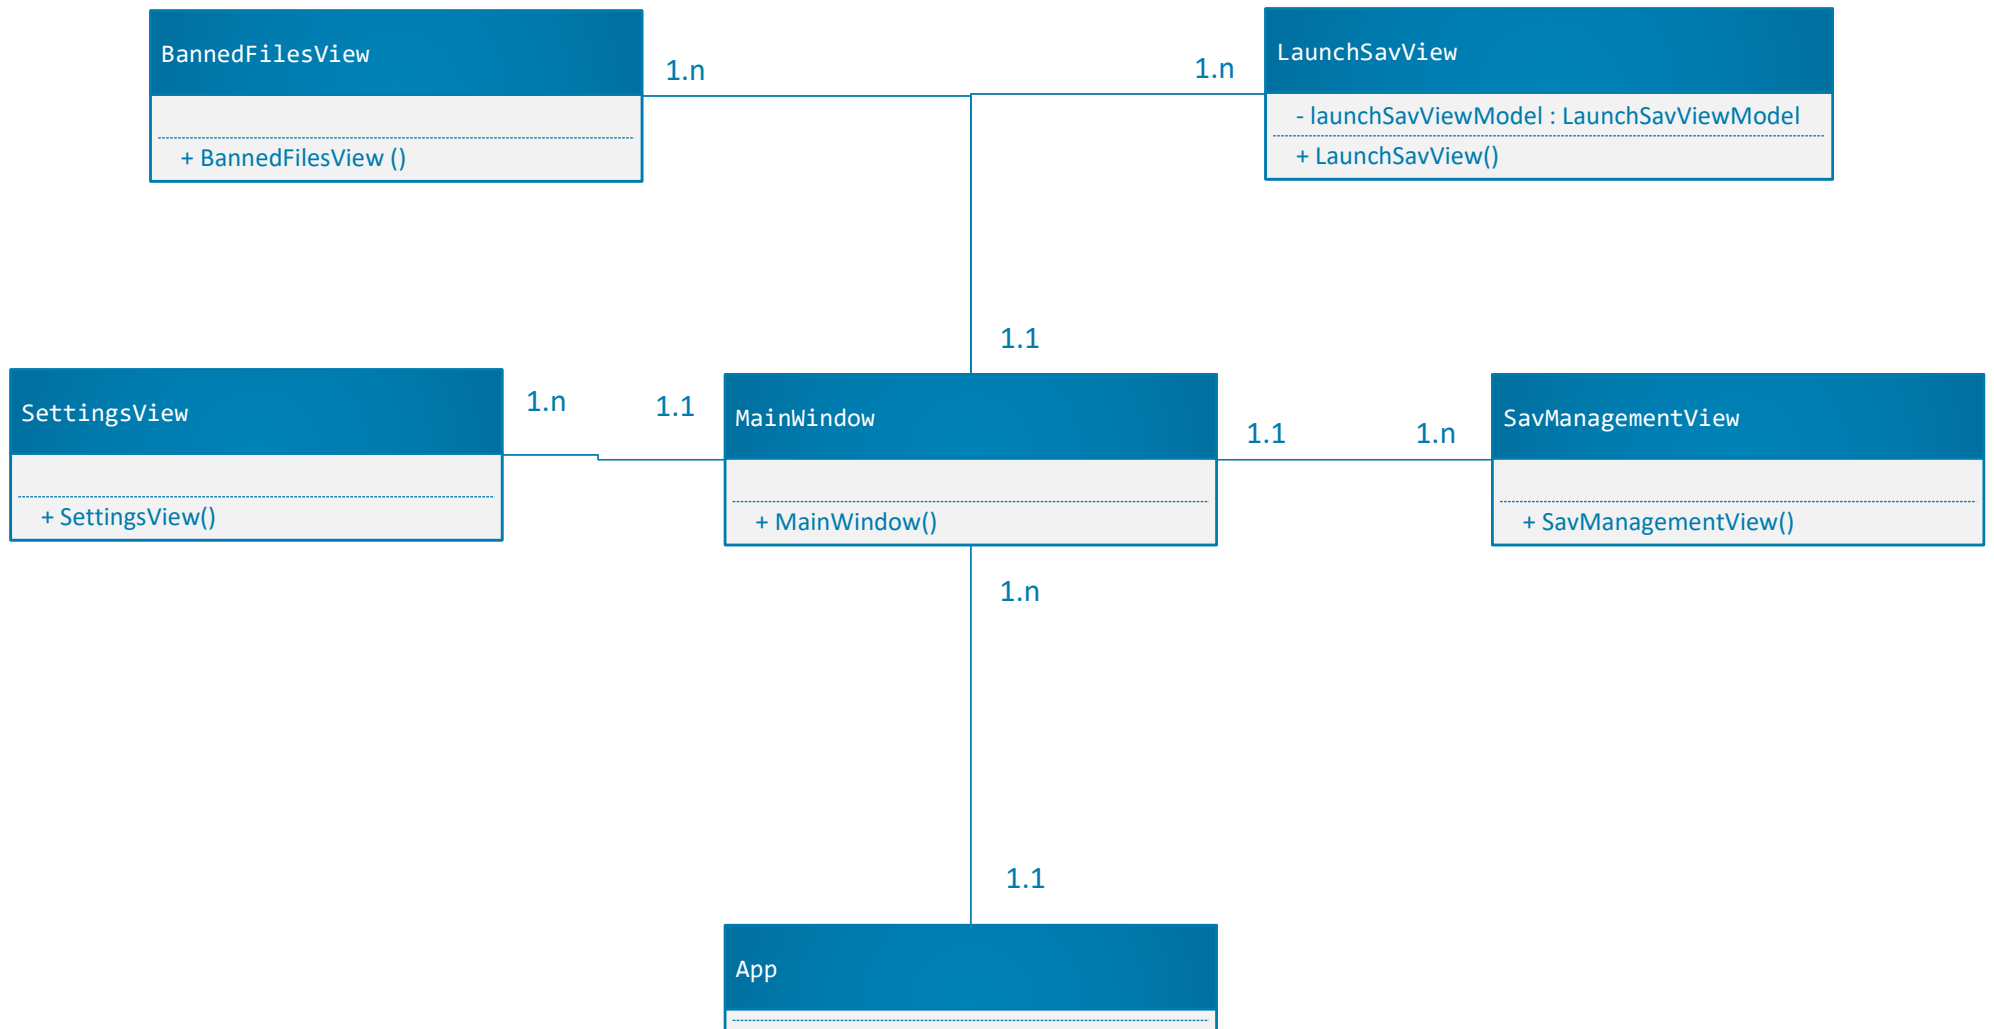 BannedFilesView
+ BannedFilesView ()
1.n
1.n
LaunchSavView
- launchSavViewModel : LaunchSavViewModel
+ LaunchSavView()
1.1
SettingsView
+ SettingsView()
1.n
1.1
MainWindow
+ MainWindow()
1.1
1.n
SavManagementView
+ SavManagementView()
1.n
1.1
App